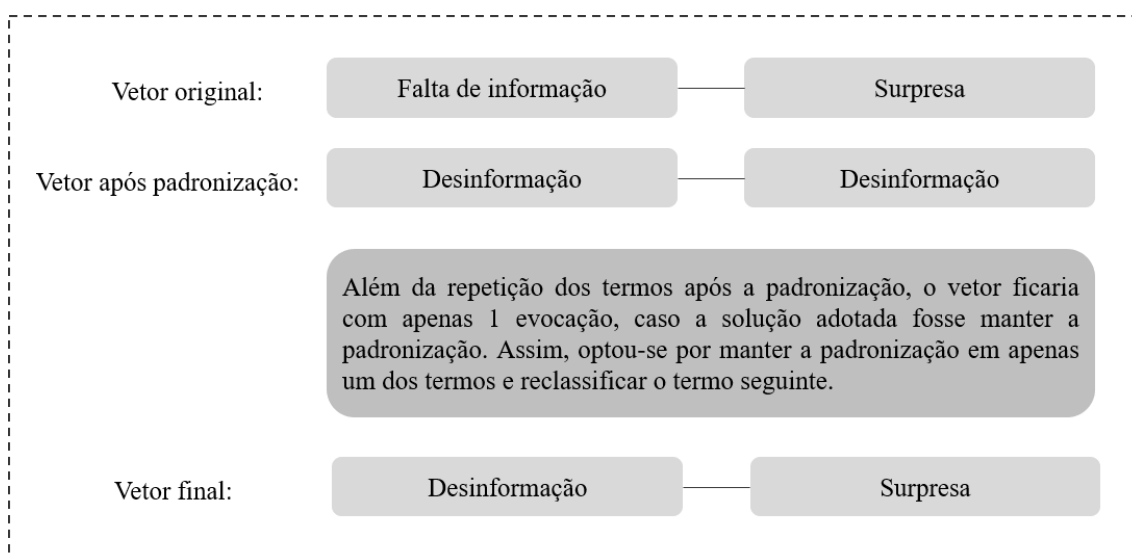 Vetor original: Falta de informação Surpresa
Vetor após padronização: Desinformação Desinformação
Além da repetição dos termos após a padronização, o vetor ficaria
com apenas 1 evocação, caso a solução adotada fosse manter a
padronização. Assim, optou-se por manter a padronização em apenas
um dos termos e reclassificar o termo seguinte.
Vetor final: Desinformação Surpresa